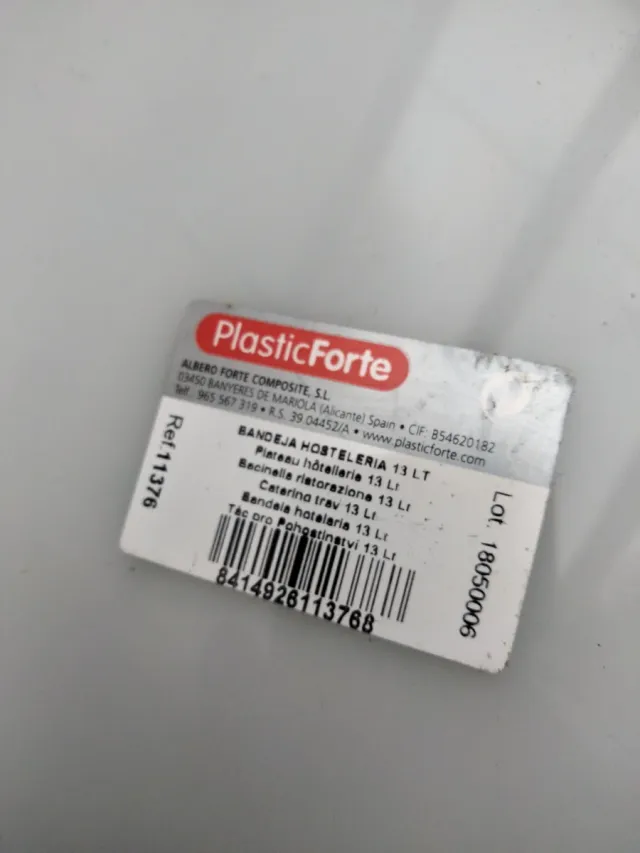 PlasticForte
ALBERO FORTE COMPOSITE, S.L.
03450 BANYERES DE MARIOLA (Alicante) Spain • CIF: B54620182
Telf.: 965 567 319 • R.S. 39.04452/A • www.plasticforte.com
Ref.11376
BANDEJA HOSTELERIA 13 LT
Plateau hôtellerie 13 Lt
Bacinella ristorazione 13 Lt
Catering tray 13 Lt
Bandeja hotelaria 13 Lt
Tác pro Pohostinství 13 Lt
8414926113768
Lot. 18050006